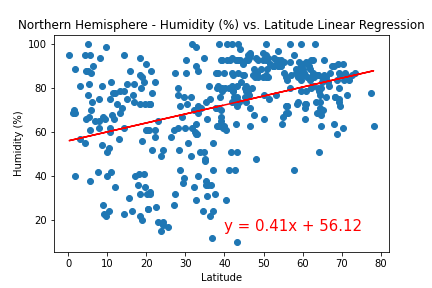 Northern Hemisphere - Humidity (%) vs. Latitude Linear Regression
100
80
60
40
20
Humidity (%)
y = 0.41x + 56.12
0 10 20 30 40 50 60 70 80
Latitude